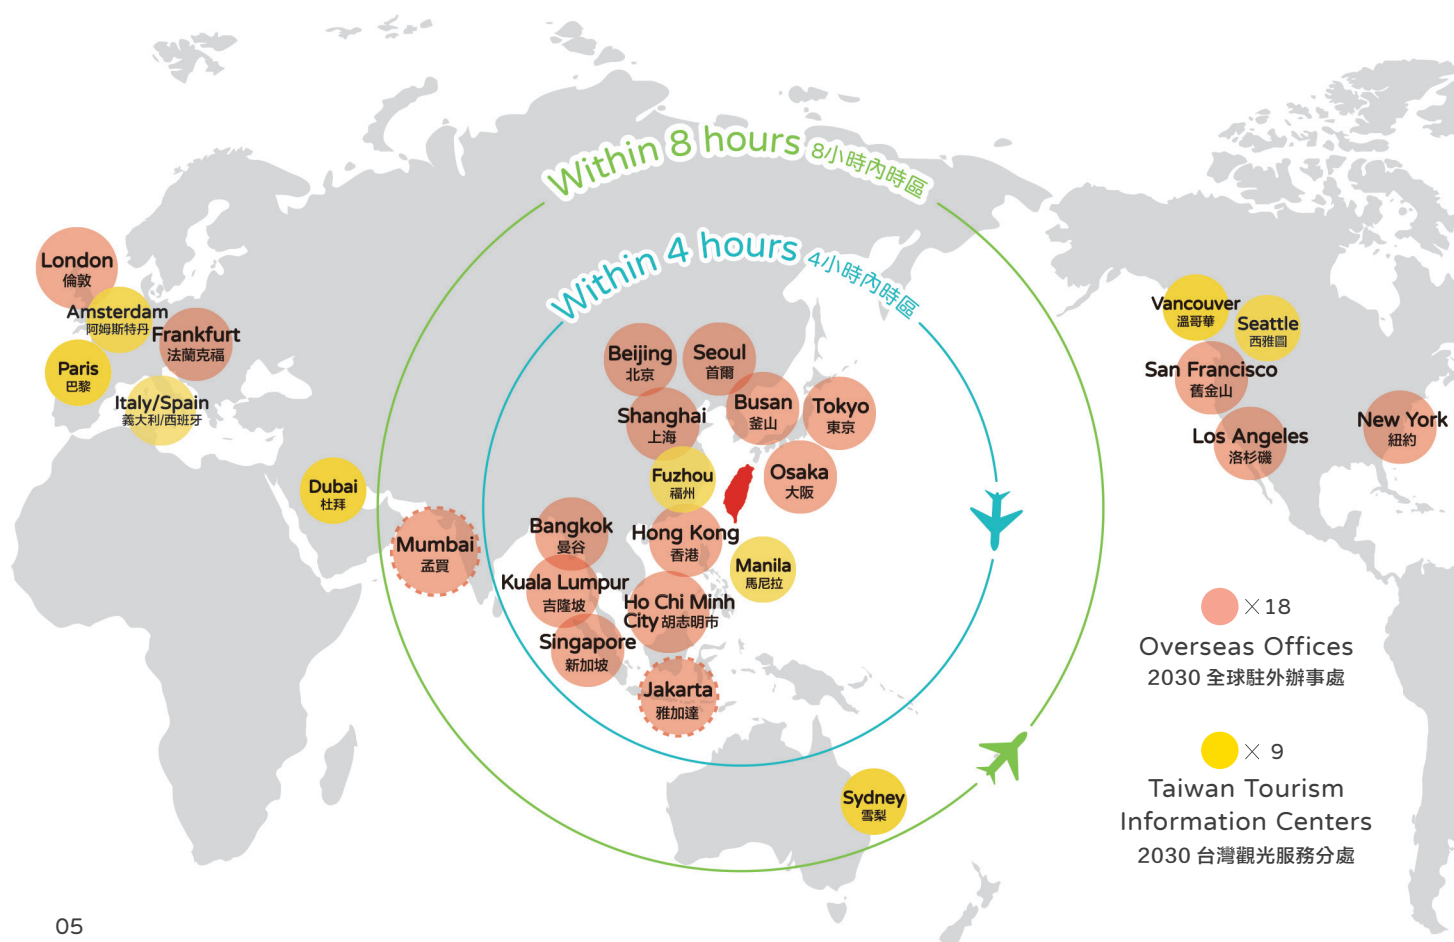 Within 8 hours 8小時內時區
Within 4 hours 4小時內時區
London
倫敦
Amsterdam
阿姆斯特丹
Frankfurt
法蘭克福
Paris
巴黎
Italy/Spain
義大利/西班牙
Dubai
杜拜
Mumbai
孟買
Beijing
北京
Seoul
首爾
Shanghai
上海
Busan
釜山
Tokyo
東京
Fuzhou
福州
Osaka
大阪
Bangkok
曼谷
Hong Kong
香港
Manila
馬尼拉
Kuala Lumpur
吉隆坡
Ho Chi Minh
City 胡志明市
Singapore
新加坡
Jakarta
雅加達
Sydney
雪梨
Vancouver
溫哥華
Seattle
西雅圖
San Francisco
舊金山
Los Angeles
洛杉磯
New York
紐約
×18
Overseas Offices
2030 全球駐外辦事處
× 9
Taiwan Tourism
Information Centers
2030 台灣觀光服務分處
05